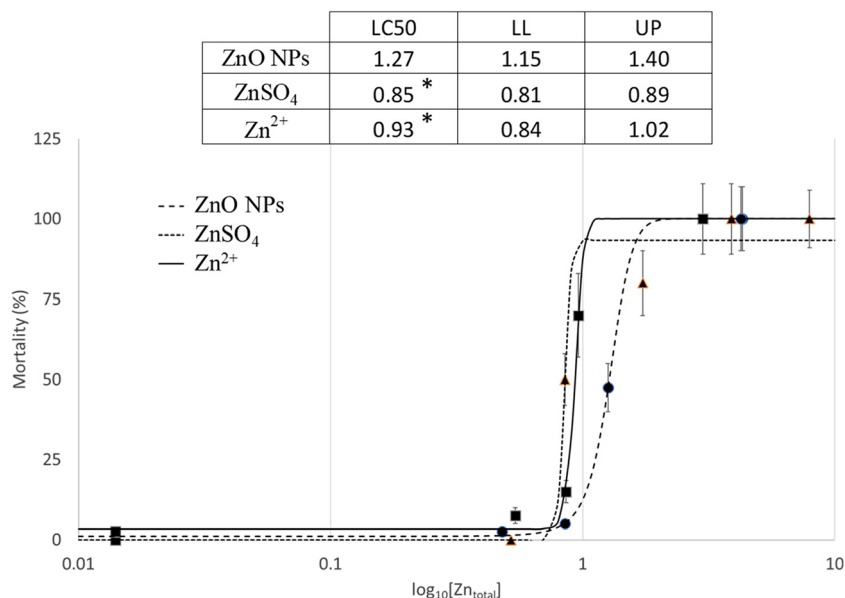 LC50 LL UP
ZnO NPs 1.27 1.15 1.40
ZnSO₄ 0.85 * 0.81 0.89
Zn²⁺ 0.93 * 0.84 1.02
125
100
75
50
25
0
Mortality (%)
ZnO NPs
ZnSO₄
Zn²⁺
0.01 0.1 1 10
log₁₀[Znₜₒₜₐₗ]